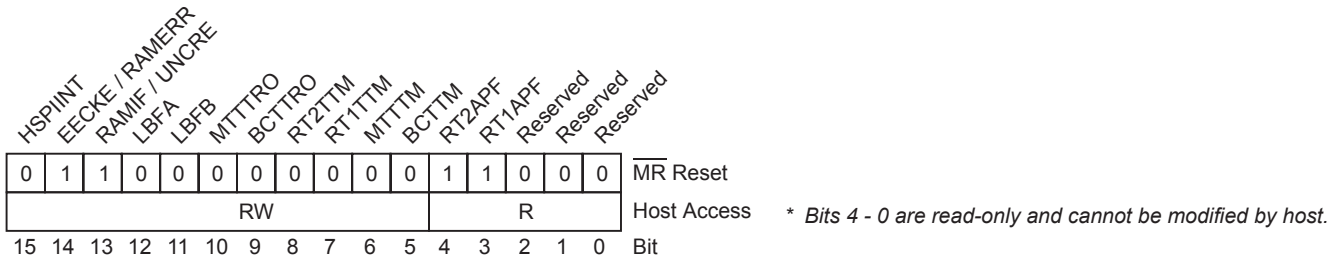 HSPIINT
EECKE / RAMERR
RAMIF / UNCRE
LBFA
LBFB
MTTTRO
BCTTRO
RT2TTM
RT1TTM
MTTTM
BCTTM
RT2APF
RT1APF
Reserved
Reserved
Reserved
0 1 1 0 0 0 0 0 0 0 0 1 1 0 0 0 MR Reset
RW R Host Access * Bits 4 - 0 are read-only and cannot be modified by host.
15 14 13 12 11 10 9 8 7 6 5 4 3 2 1 0 Bit